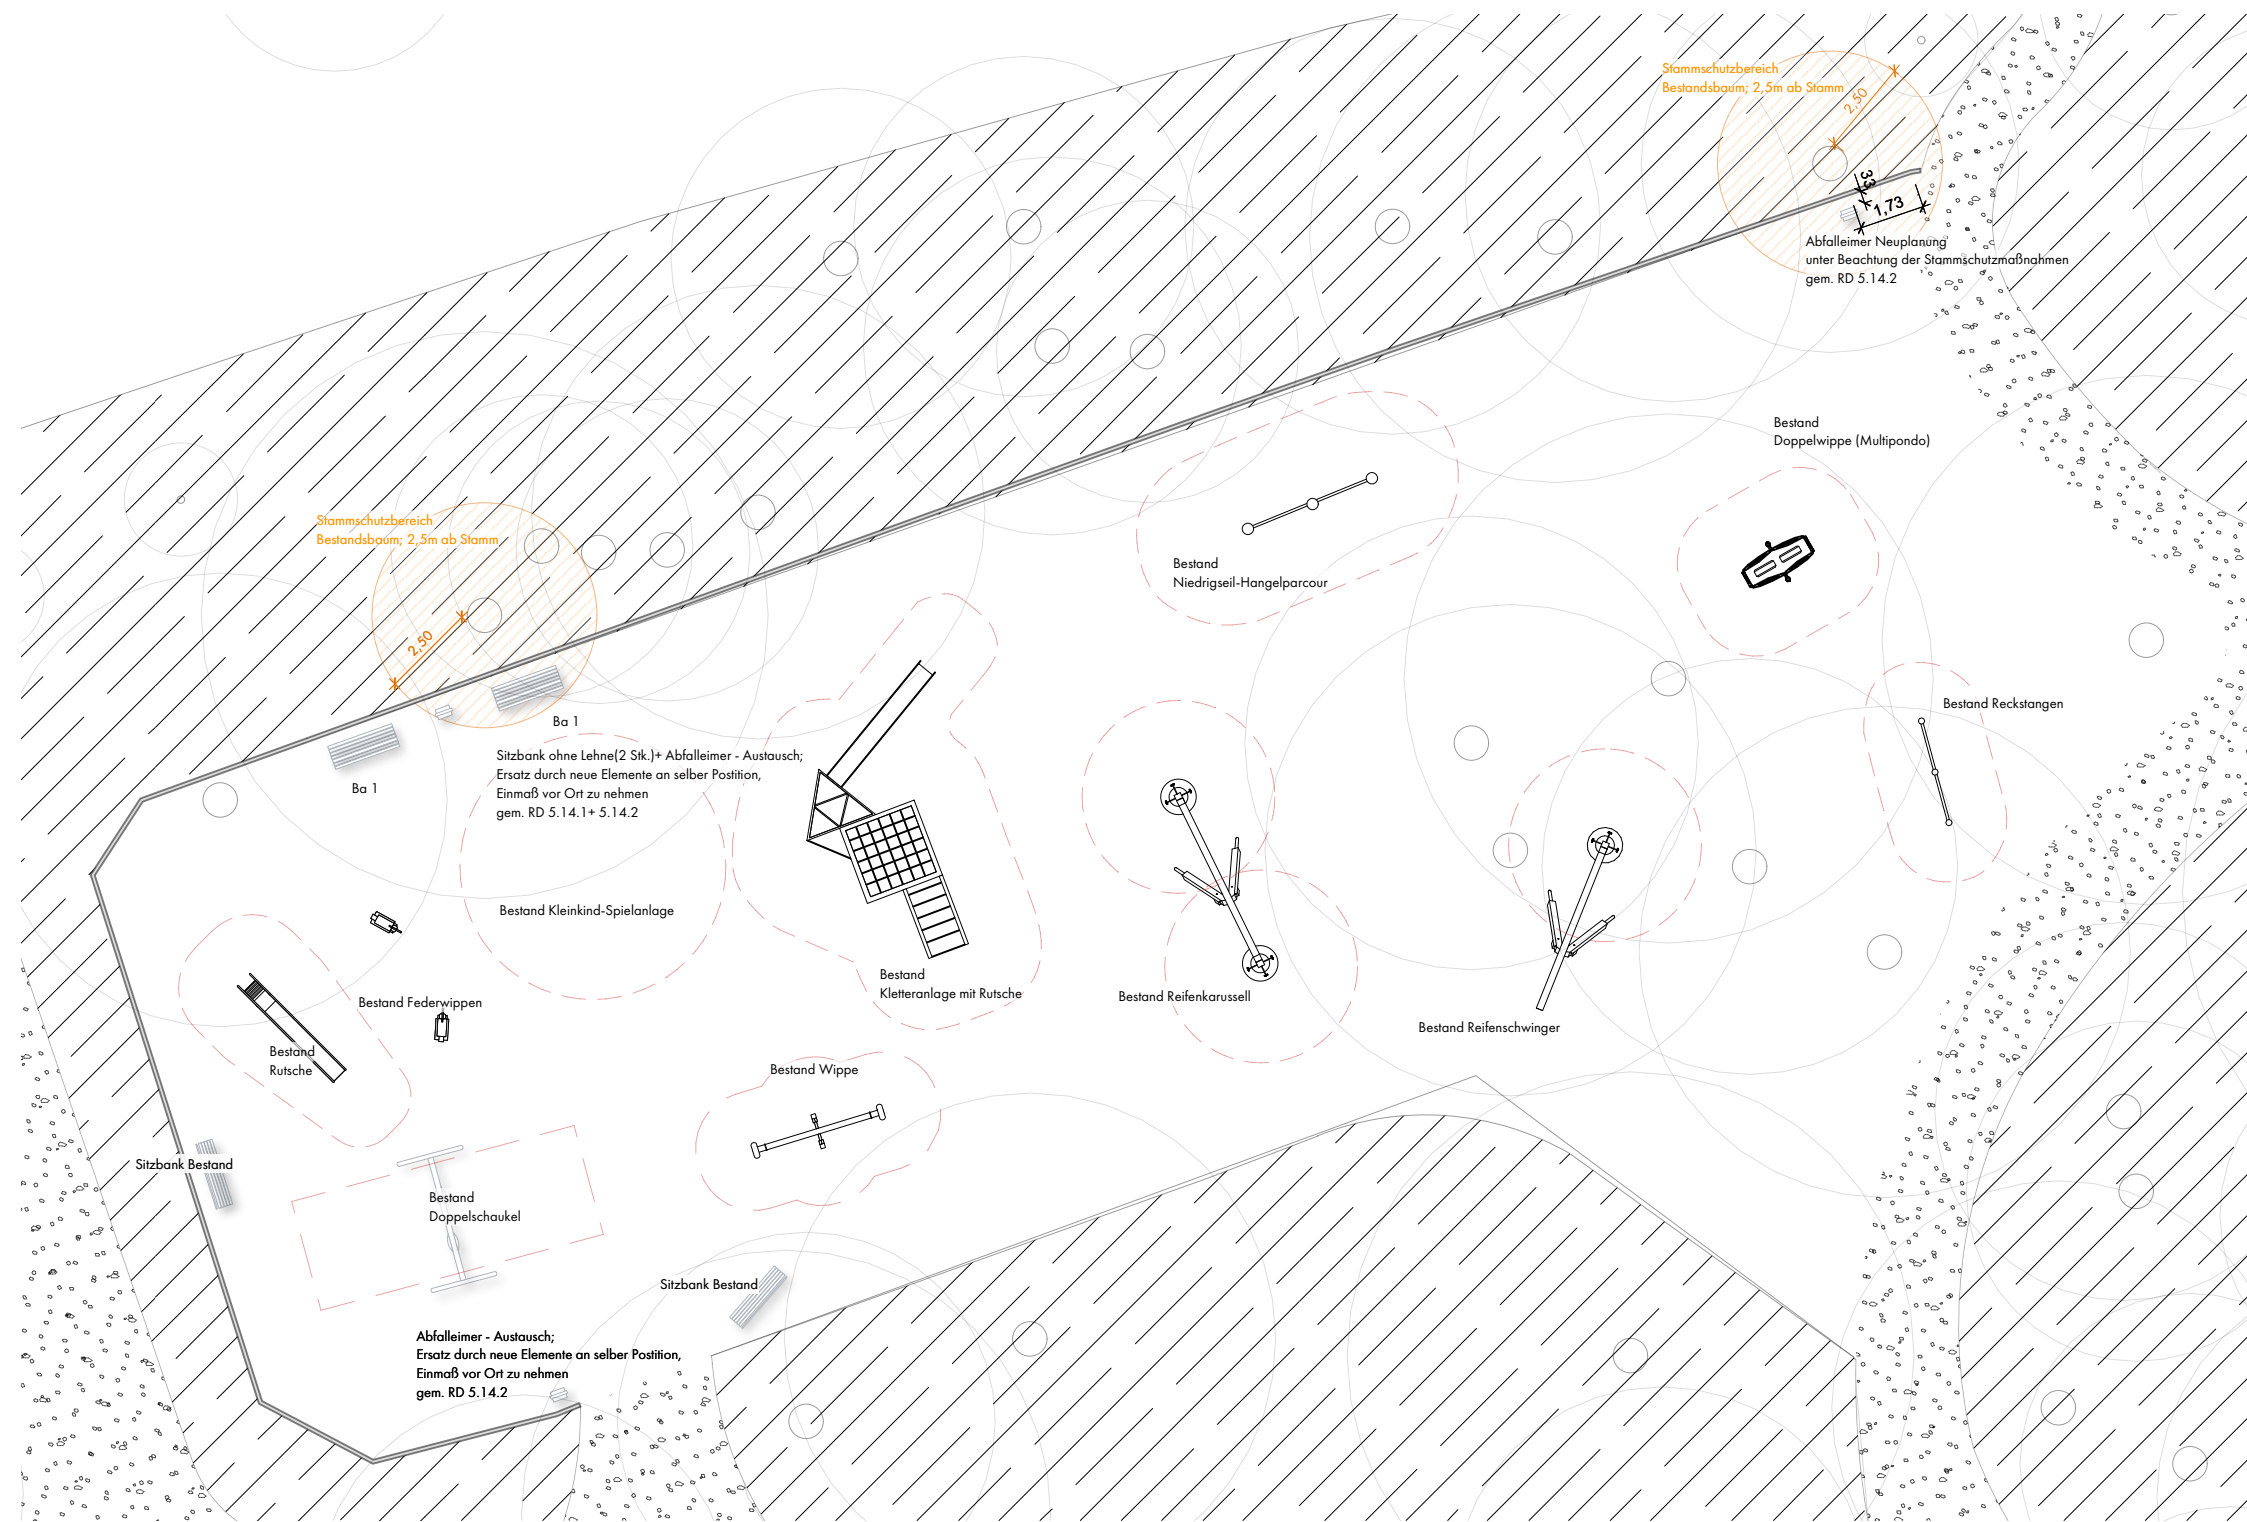 Stammschutzbereich
Bestandsbaum; 2,5m ab Stamm
2,50
33
1,73
Abfalleimer Neuplanung
unter Beachtung der Stammschutzmaßnahmen
gem. RD 5.14.2
Bestand
Doppelwippe (Multipondo)
Stammschutzbereich
Bestandsbaum; 2,5m ab Stamm
2,50
Bestand
Niedrigseil-Hangelparcour
Bestand Reckstangen
Ba 1
Ba 1
Sitzbank ohne Lehne(2 Stk.)+ Abfalleimer - Austausch;
Ersatz durch neue Elemente an selber Postition,
Einmaß vor Ort zu nehmen
gem. RD 5.14.1+ 5.14.2
Bestand Kleinkind-Spielanlage
Bestand
Kletteranlage mit Rutsche
Bestand Reifenkarussell
Bestand Reifenschwinger
Bestand Federwippen
Bestand
Rutsche
Bestand Wippe
Sitzbank Bestand
Bestand
Doppelschaukel
Sitzbank Bestand
Abfalleimer - Austausch;
Ersatz durch neue Elemente an selber Postition,
Einmaß vor Ort zu nehmen
gem. RD 5.14.2